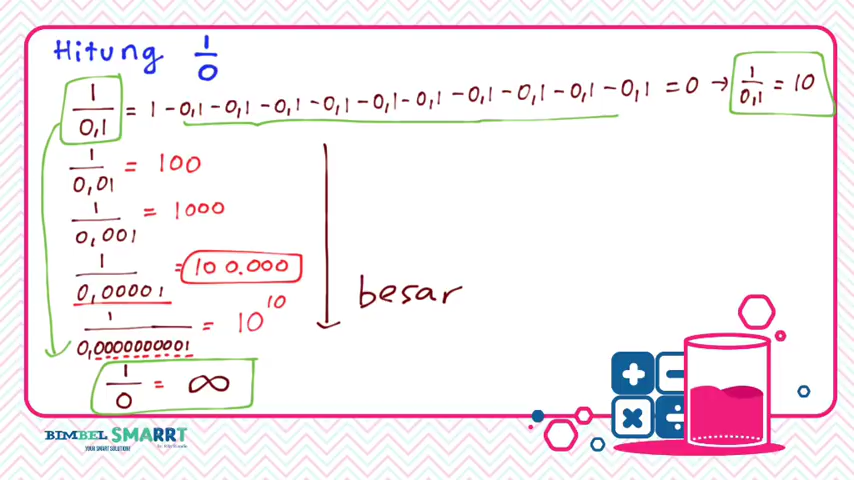 Hitung 1/0
1/0,1 = 1 - 0,1 - 0,1 - 0,1 - 0,1 - 0,1 - 0,1 - 0,1 - 0,1 - 0,1 - 0,1 = 0 → 1/0,1 = 10
1/0,01 = 100
1/0,001 = 1000
1/0,00001 = 100.000
1/0,0000000001 = 10^10
besar
1/0 = ∞
+ −
× ÷
BIMBEL SMARRT
YOUR SMART SOLUTION!